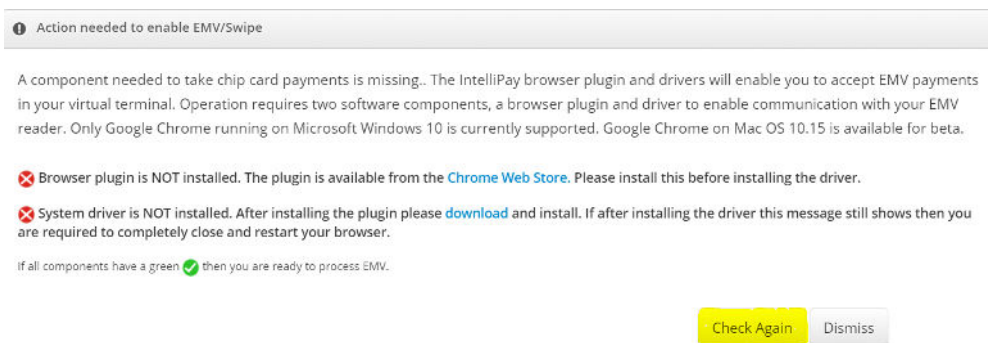 Action needed to enable EMV/Swipe
A component needed to take chip card payments is missing.. The IntelliPay browser plugin and drivers will enable you to accept EMV payments
in your virtual terminal. Operation requires two software components, a browser plugin and driver to enable communication with your EMV
reader. Only Google Chrome running on Microsoft Windows 10 is currently supported. Google Chrome on Mac OS 10.15 is available for beta.
Browser plugin is NOT installed. The plugin is available from the Chrome Web Store. Please install this before installing the driver.
System driver is NOT installed. After installing the plugin please download and install. If after installing the driver this message still shows then you
are required to completely close and restart your browser.
If all components have a green then you are ready to process EMV.
Check Again Dismiss